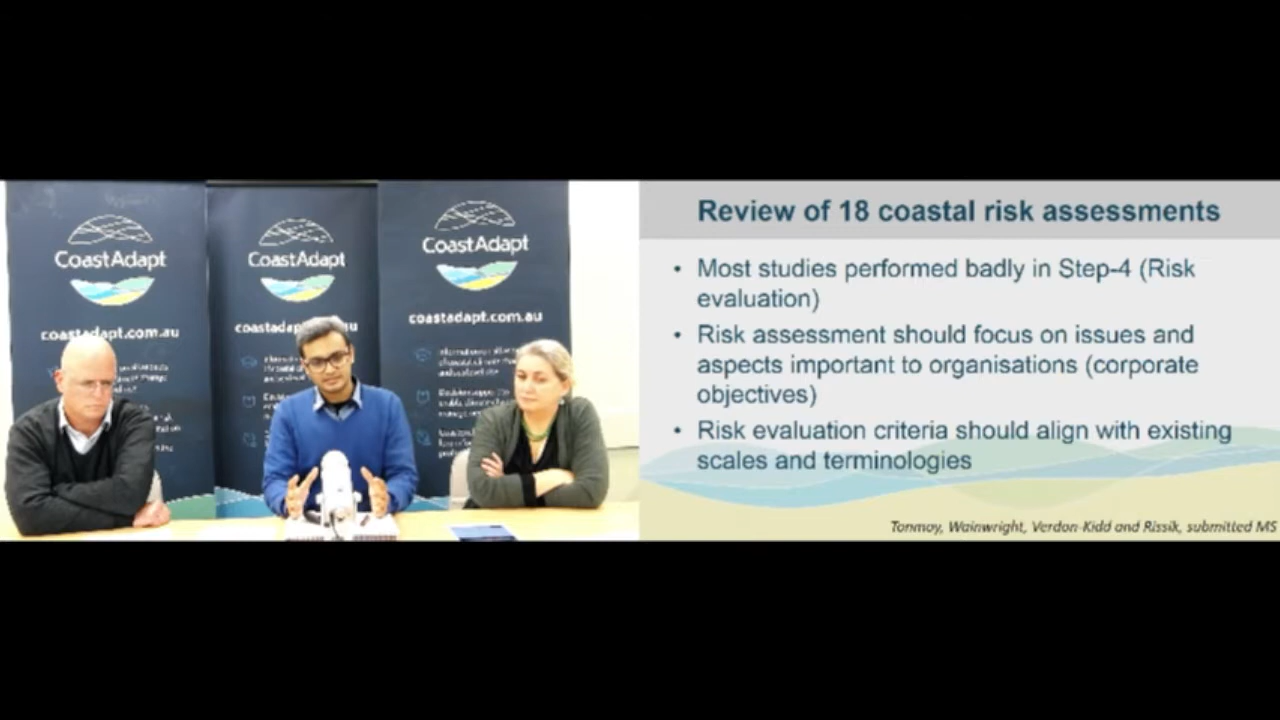 CoastAdapt
coastadapt.com.au
CoastAdapt
CoastAdapt
coastadapt.com.au
Review of 18 coastal risk assessments
• Most studies performed badly in Step-4 (Risk
evaluation)
• Risk assessment should focus on issues and
aspects important to organisations (corporate
objectives)
• Risk evaluation criteria should align with existing
scales and terminologies
Tonmoy, Wainwright, Verdon-Kidd and Rissik, submitted MS